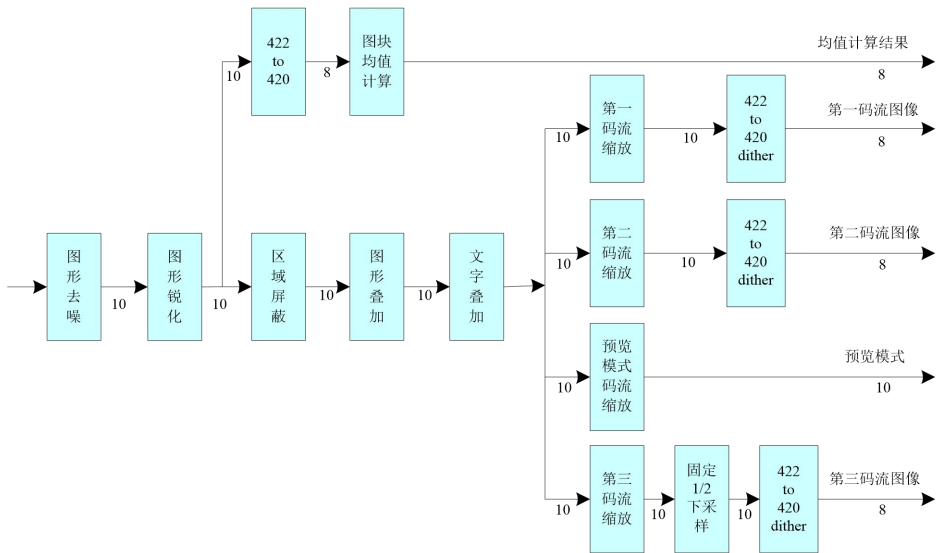 422
to
420
图块
均值
计算
均值计算结果
10
8
8
第一
码流
缩放
422
to
420
dither
第一码流图像
10
10
8
图
形
去
噪
图
形
锐
化
区
域
屏
蔽
图
形
叠
加
文
字
叠
加
10
10
10
10
第二
码流
缩放
422
to
420
dither
第二码流图像
10
10
8
预览
模式
码流
缩放
预览模式
10
10
第三
码流
缩放
固定
1/2
下采
样
422
to
420
dither
第三码流图像
10
10
10
8